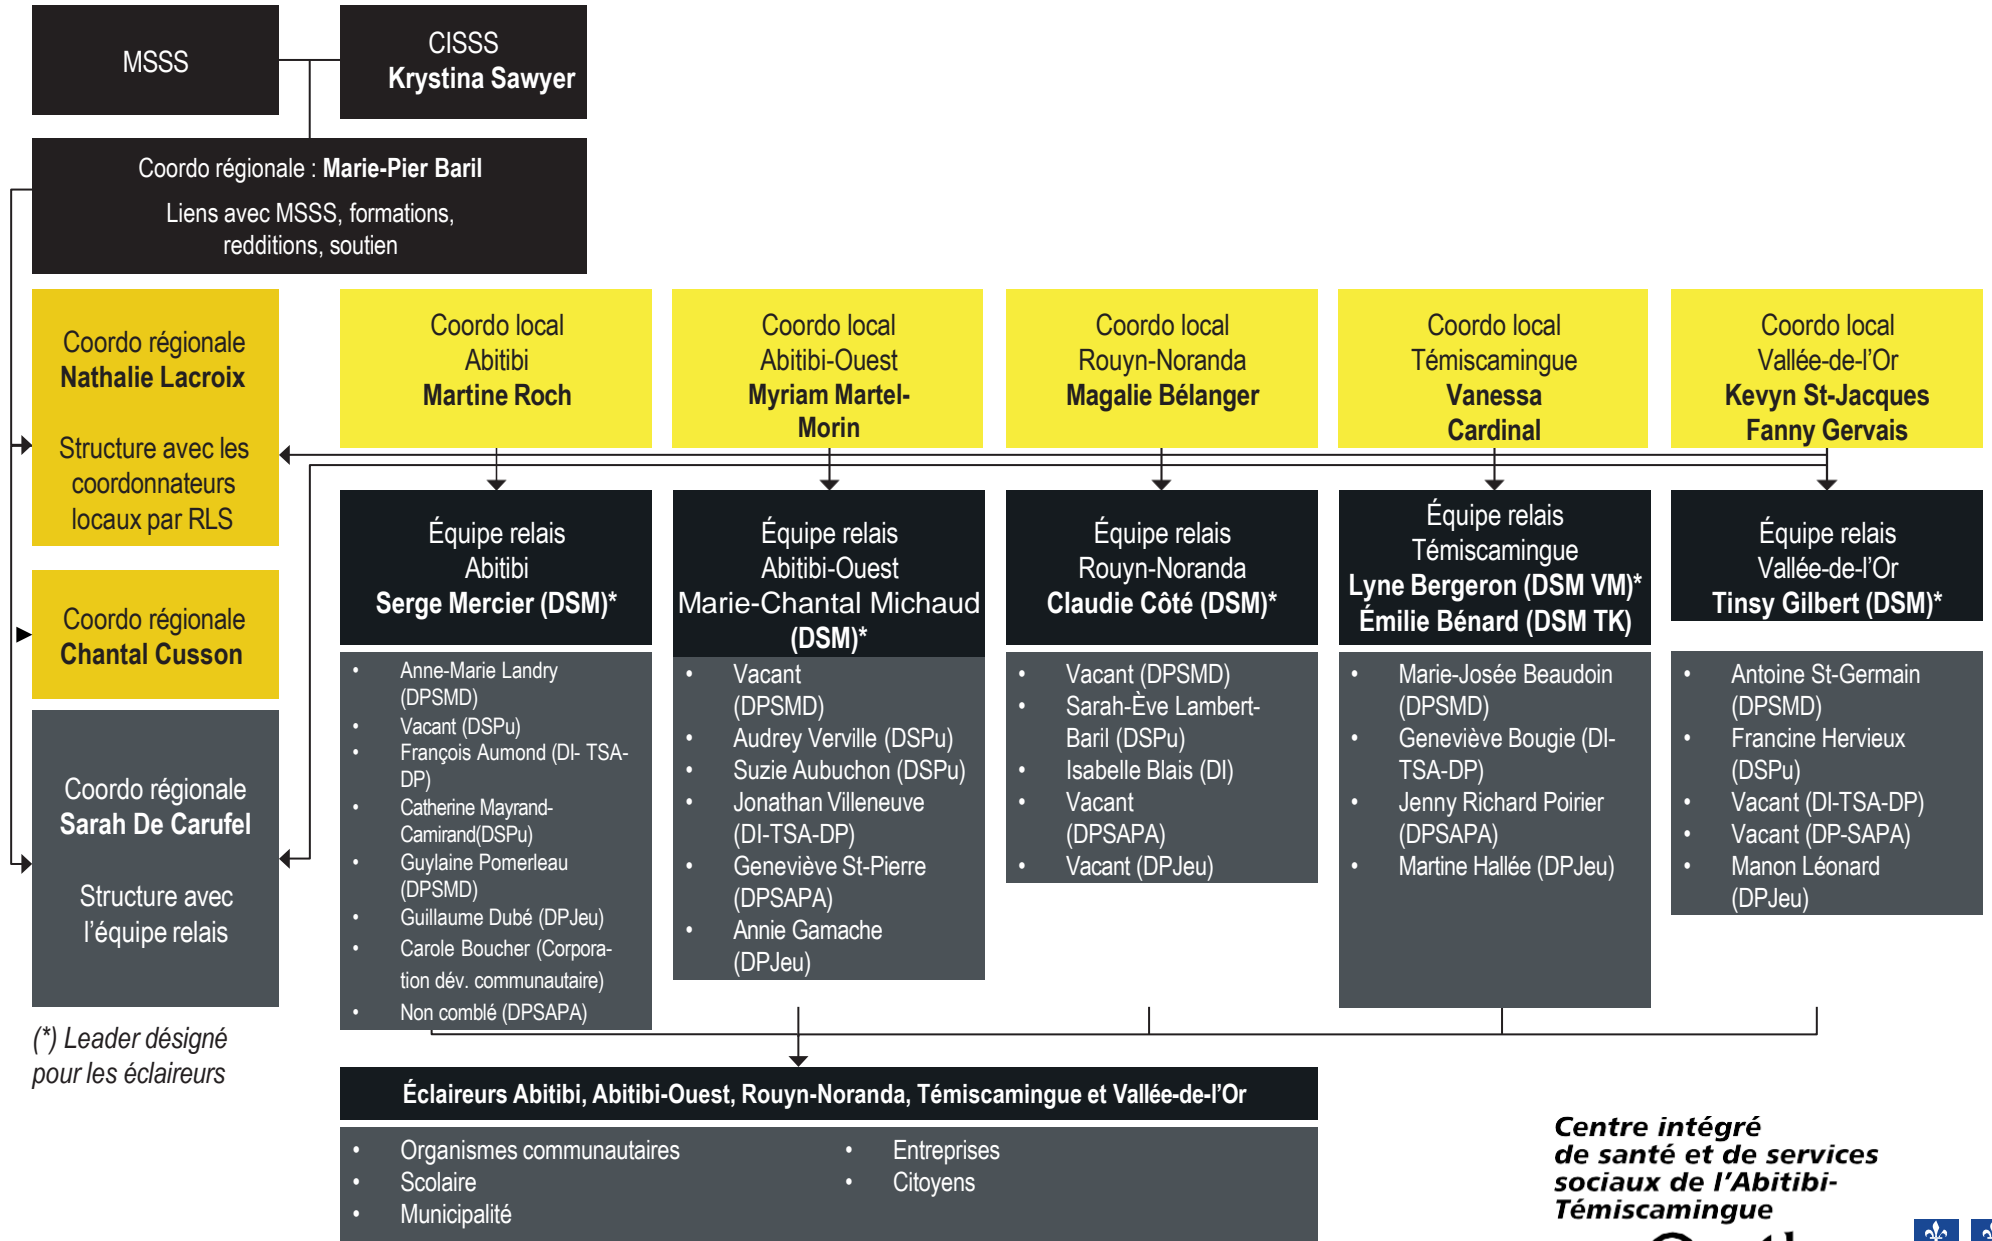 MSSS
CISSS
Krystina Sawyer
Coordo régionale : Marie-Pier Baril
Liens avec MSSS, formations,
redditions, soutien
Coordo régionale
Nathalie Lacroix
Structure avec les
coordonnateurs
locaux par RLS
Coordo local
Abitibi
Martine Roch
Coordo local
Abitibi-Ouest
Myriam Martel-
Morin
Coordo local
Rouyn-Noranda
Magalie Bélanger
Coordo local
Témiscamingue
Vanessa
Cardinal
Coordo local
Vallée-de-l'Or
Kevyn St-Jacques
Fanny Gervais
Coordo régionale
Chantal Cusson
Coordo régionale
Sarah De Carufel
Structure avec
l'équipe relais
(*) Leader désigné
pour les éclaireurs
Équipe relais
Abitibi
Serge Mercier (DSM)*
• Anne-Marie Landry
(DPSMD)
• Vacant (DSPu)
• François Aumond (DI- TSA-
DP)
• Catherine Mayrand-
Camirand(DSPu)
• Guylaine Pomerleau
(DPSMD)
• Guillaume Dubé (DPJeu)
• Carole Boucher (Corpora-
tion dév. communautaire)
• Non comblé (DPSAPA)
Équipe relais
Abitibi-Ouest
Marie-Chantal Michaud
(DSM)*
• Vacant
(DPSMD)
• Audrey Verville (DSPu)
• Suzie Aubuchon (DSPu)
• Jonathan Villeneuve
(DI-TSA-DP)
• Geneviève St-Pierre
(DPSAPA)
• Annie Gamache
(DPJeu)
Équipe relais
Rouyn-Noranda
Claudie Côté (DSM)*
• Vacant (DPSMD)
• Sarah-Ève Lambert-
Baril (DSPu)
• Isabelle Blais (DI)
• Vacant
(DPSAPA)
• Vacant (DPJeu)
Équipe relais
Témiscamingue
Lyne Bergeron (DSM VM)*
Émilie Bénard (DSM TK)
• Marie-Josée Beaudoin
(DPSMD)
• Geneviève Bougie (DI-
TSA-DP)
• Jenny Richard Poirier
(DPSAPA)
• Martine Hallée (DPJeu)
Équipe relais
Vallée-de-l'Or
Tinsy Gilbert (DSM)*
• Antoine St-Germain
(DPSMD)
• Francine Hervieux
(DSPu)
• Vacant (DI-TSA-DP)
• Vacant (DP-SAPA)
• Manon Léonard
(DPJeu)
Éclaireurs Abitibi, Abitibi-Ouest, Rouyn-Noranda, Témiscamingue et Vallée-de-l'Or
• Organismes communautaires
• Scolaire
• Municipalité
• Entreprises
• Citoyens
Centre intégré
de santé et de services
sociaux de l'Abitibi-
Témiscamingue